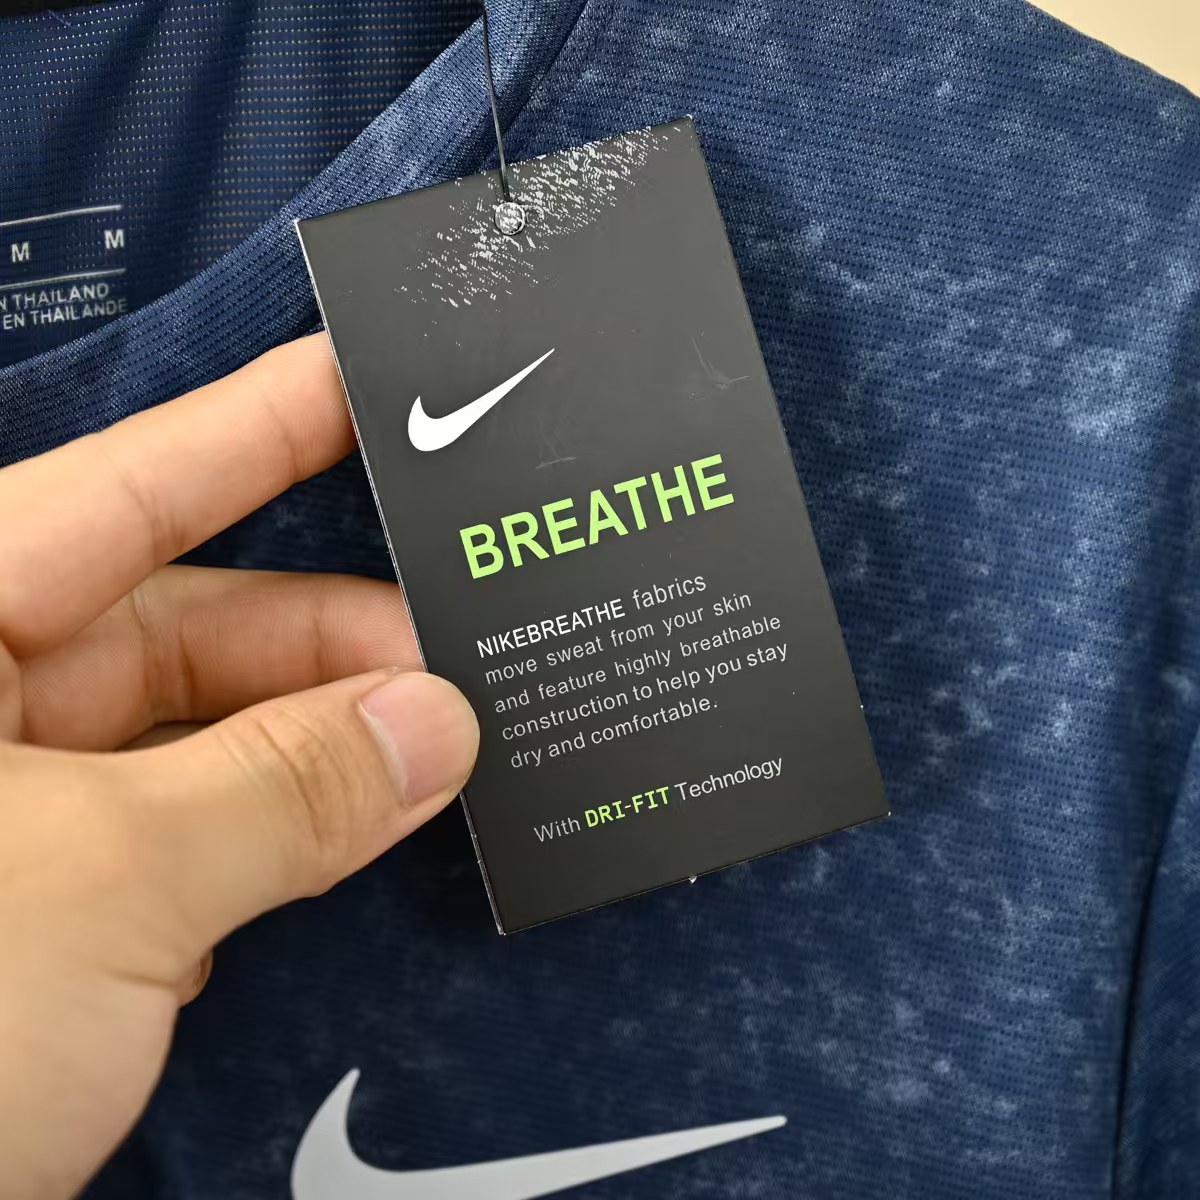 M M
N THAILAND
EN THAILANDE
BREATHE
NIKEBREATHE fabrics
move sweat from your skin
and feature highly breathable
construction to help you stay
dry and comfortable.
With DRI-FIT Technology